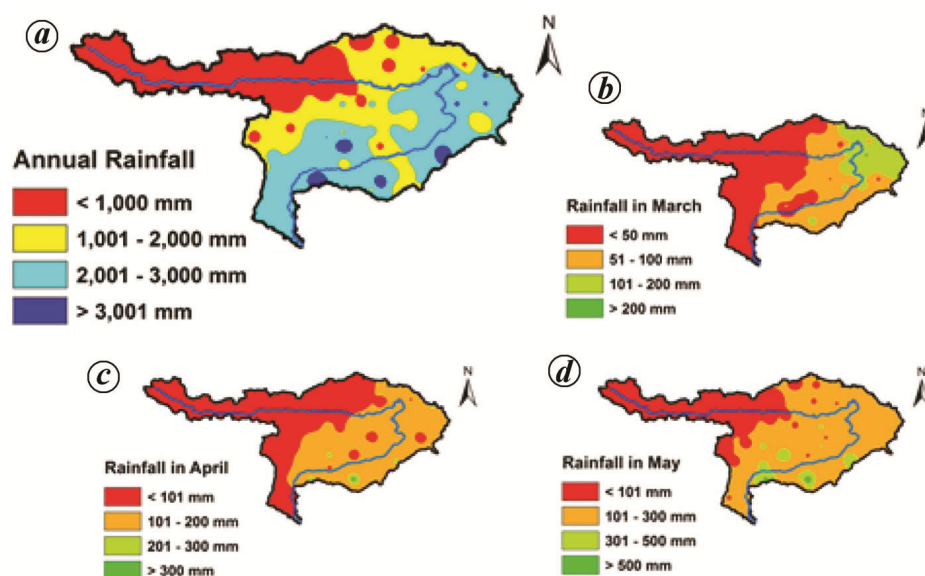 a
N
Annual Rainfall
< 1,000 mm
1,001 - 2,000 mm
2,001 - 3,000 mm
> 3,001 mm
b
N
Rainfall in March
< 50 mm
51 - 100 mm
101 - 200 mm
> 200 mm
c
N
Rainfall in April
< 101 mm
101 - 200 mm
201 - 300 mm
> 300 mm
d
N
Rainfall in May
< 101 mm
101 - 300 mm
301 - 500 mm
> 500 mm